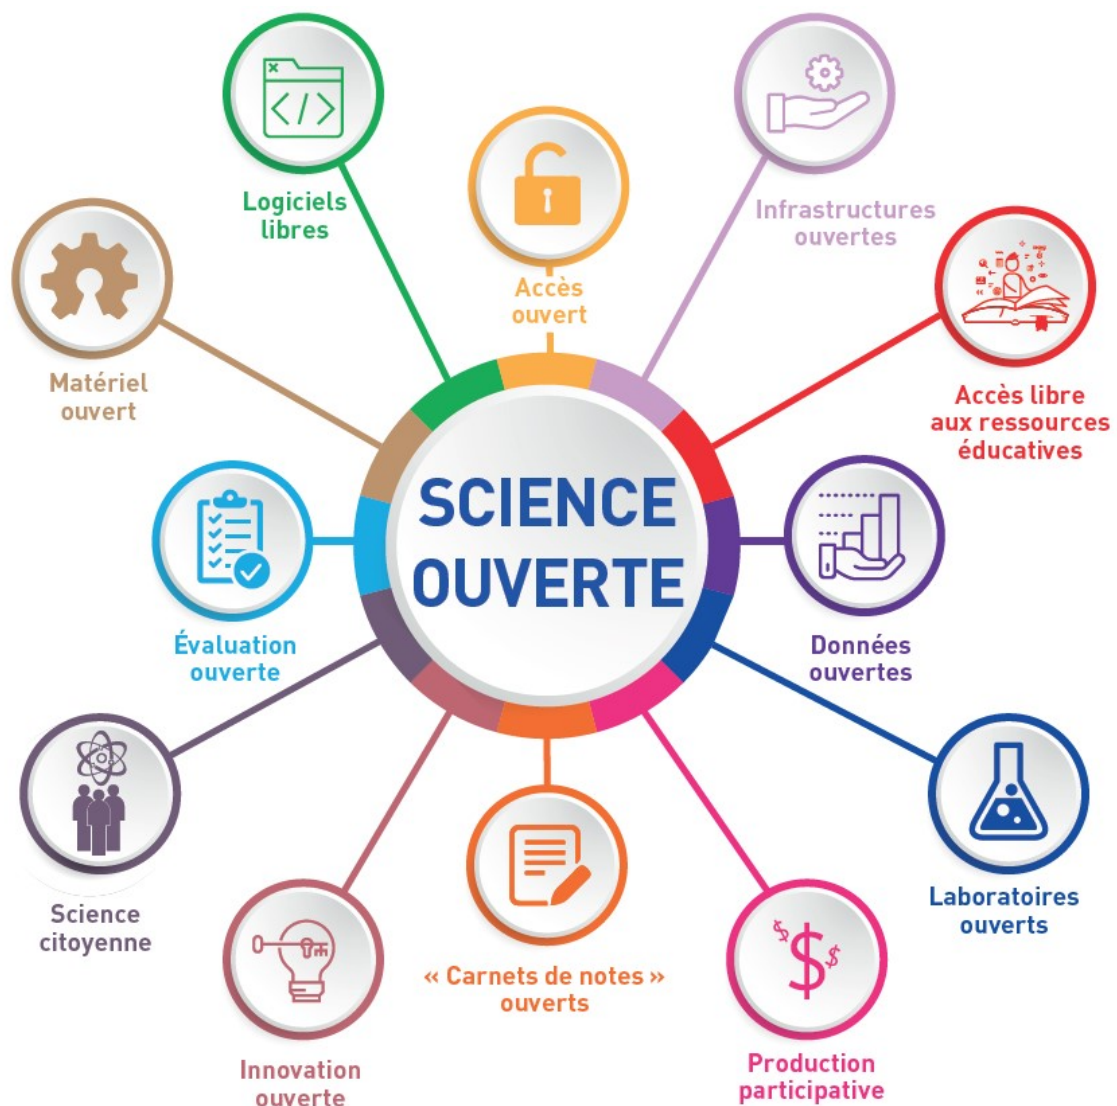 Logiciels
libres
Accès
ouvert
Infrastructures
ouvertes
Matériel
ouvert
Accès libre
aux ressources
éducatives
SCIENCE
OUVERTE
Évaluation
ouverte
Données
ouvertes
Science
citoyenne
Laboratoires
ouverts
« Carnets de notes »
ouverts
Innovation
ouverte
Production
participative